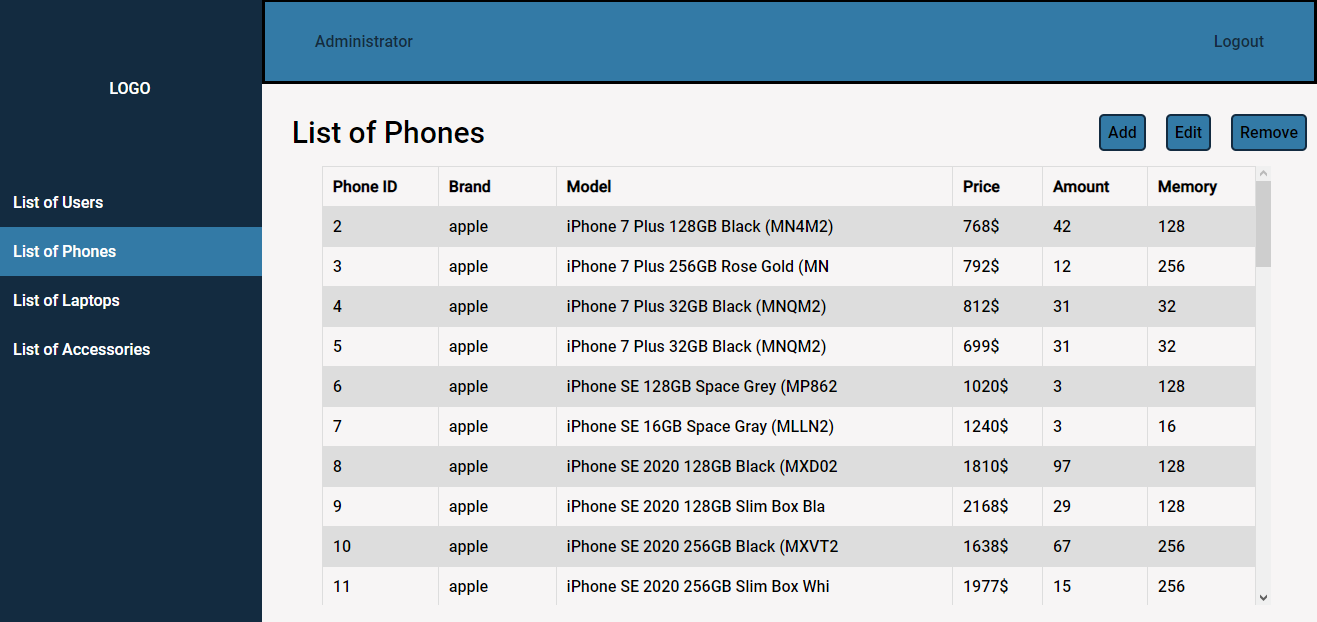 Administrator Logout
LOGO
List of Phones Add Edit Remove
List of Users
List of Phones
List of Laptops
List of Accessories
Phone ID Brand Model Price Amount Memory
2 apple iPhone 7 Plus 128GB Black (MN4M2) 768$ 42 128
3 apple iPhone 7 Plus 256GB Rose Gold (MN 792$ 12 256
4 apple iPhone 7 Plus 32GB Black (MNQM2) 812$ 31 32
5 apple iPhone 7 Plus 32GB Black (MNQM2) 699$ 31 32
6 apple iPhone SE 128GB Space Grey (MP862 1020$ 3 128
7 apple iPhone SE 16GB Space Gray (MLLN2) 1240$ 3 16
8 apple iPhone SE 2020 128GB Black (MXD02 1810$ 97 128
9 apple iPhone SE 2020 128GB Slim Box Bla 2168$ 29 128
10 apple iPhone SE 2020 256GB Black (MXVT2 1638$ 67 256
11 apple iPhone SE 2020 256GB Slim Box Whi 1977$ 15 256